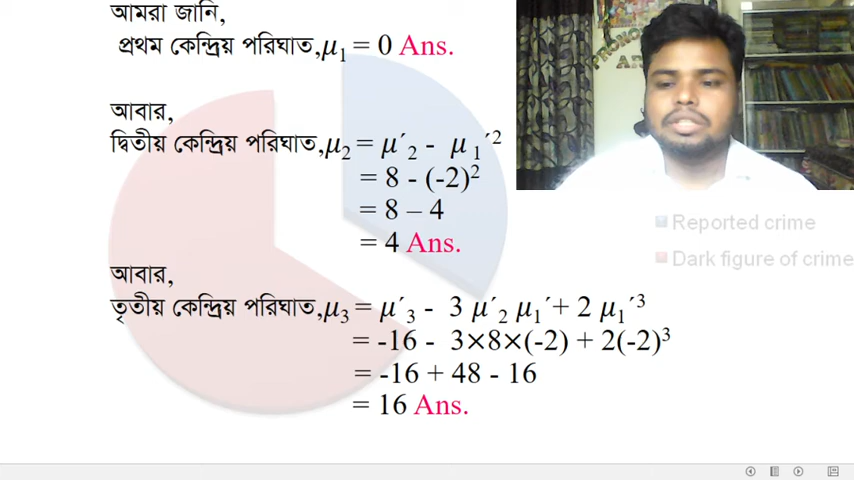 আমরা জানি,
প্রথম কেন্দ্রিয় পরিঘাত,μ₁ = 0 Ans.
আবার,
দ্বিতীয় কেন্দ্রিয় পরিঘাত,μ₂ = μ′₂ - μ₁′²
= 8 - (-2)²
= 8 – 4
= 4 Ans.
আবার,
তৃতীয় কেন্দ্রিয় পরিঘাত,μ₃ = μ′₃ - 3 μ′₂ μ₁′+ 2 μ₁′³
= -16 - 3×8×(-2) + 2(-2)³
= -16 + 48 - 16
= 16 Ans.
Reported crime
Dark figure of crime